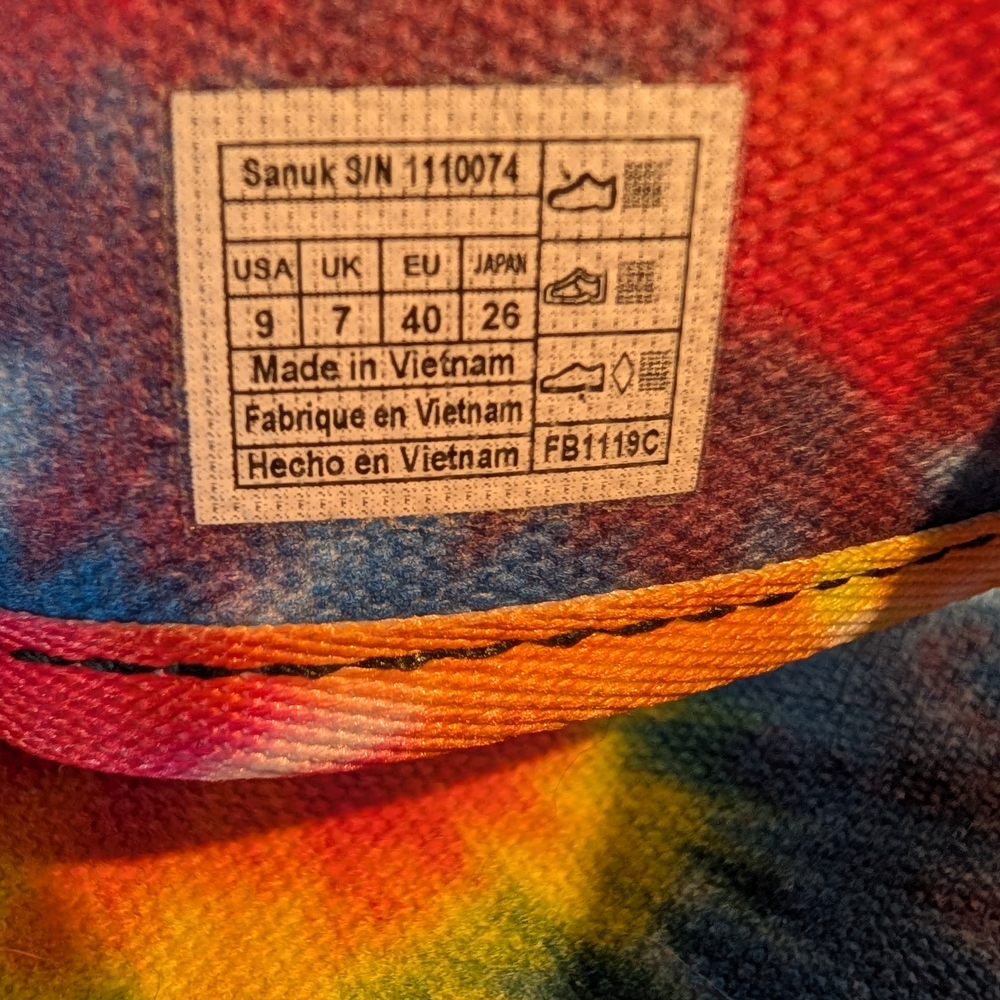 Sanuk S/N 1110074
USA UK EU JAPAN
9 7 40 26
Made in Vietnam
Fabrique en Vietnam
Hecho en Vietnam
FB1119C